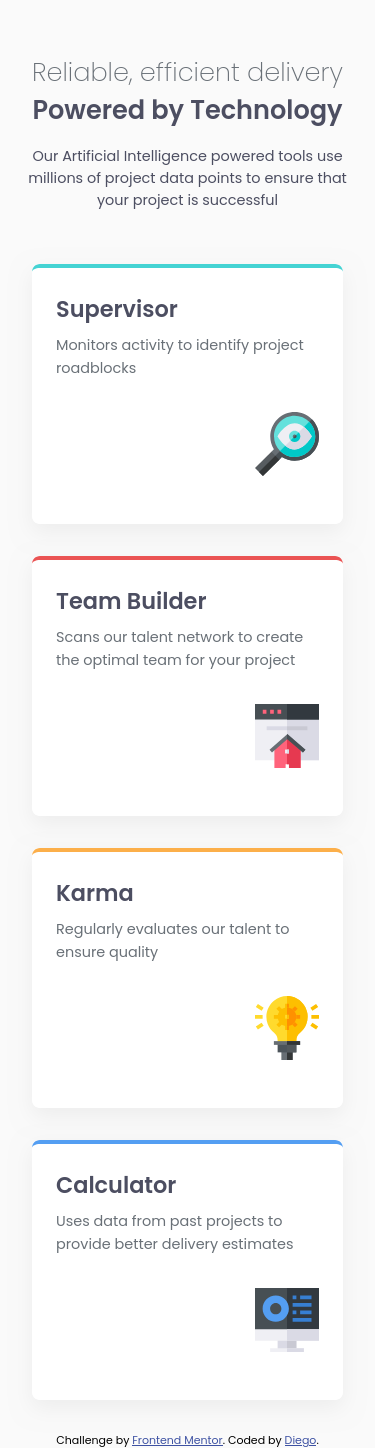 Reliable, efficient delivery
Powered by Technology
Our Artificial Intelligence powered tools use
millions of project data points to ensure that
your project is successful
Supervisor
Monitors activity to identify project
roadblocks
Team Builder
Scans our talent network to create
the optimal team for your project
Karma
Regularly evaluates our talent to
ensure quality
Calculator
Uses data from past projects to
provide better delivery estimates
Challenge by Frontend Mentor. Coded by Diego.